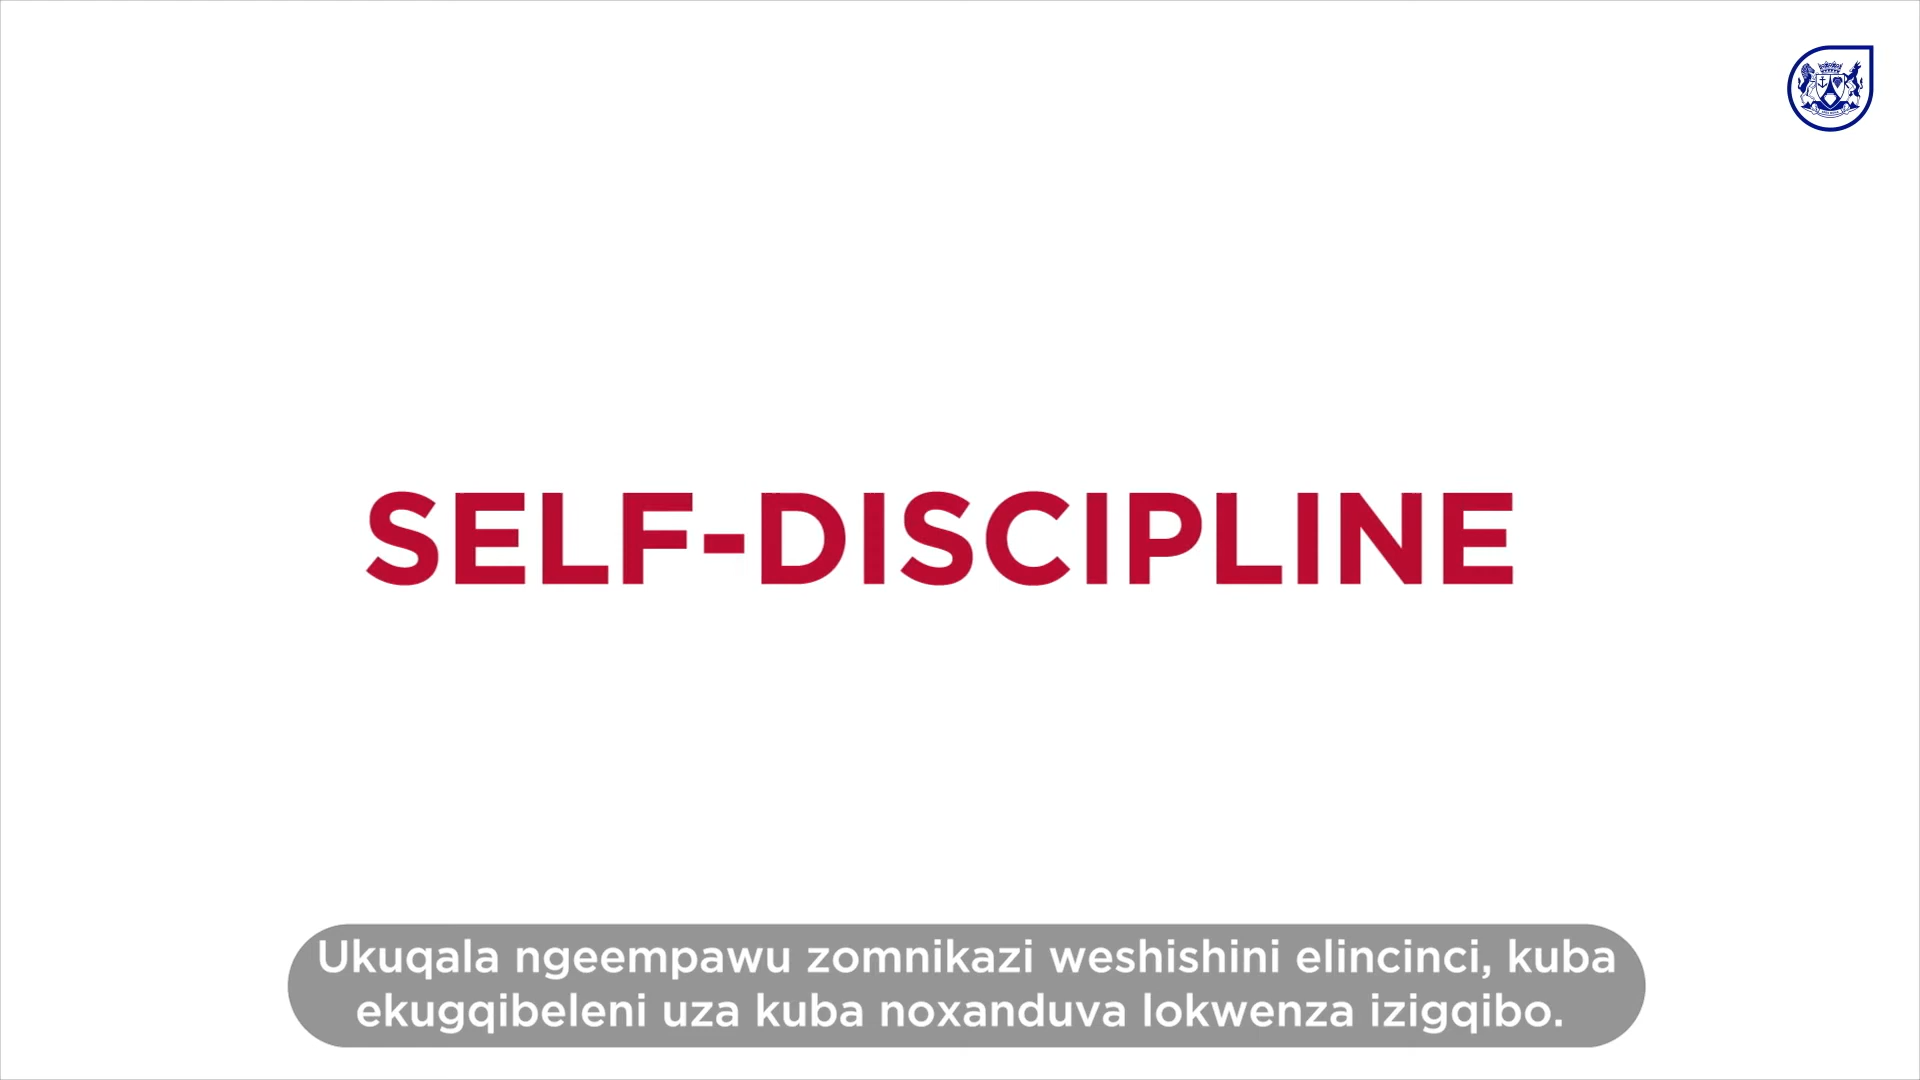 SELF-DISCIPLINE
Ukuqala ngeempawu zomnikazi weshishini elincinci, kuba
ekugqibeleni uza kuba noxanduva lokwenza izigqibo.